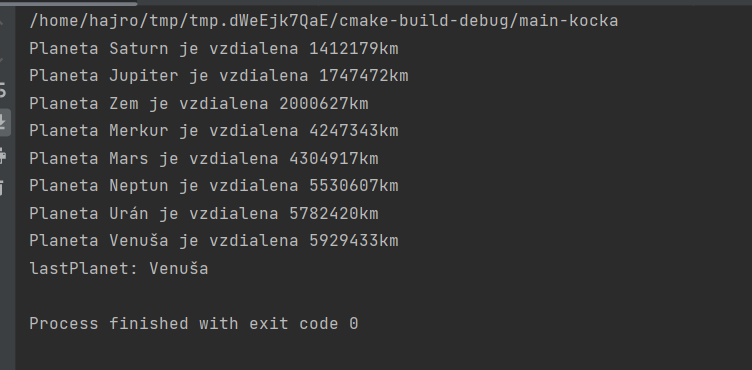 /home/hajro/tmp/tmp.dWeEjk7QaE/cmake-build-debug/main-kocka
Planeta Saturn je vzdialena 1412179km
Planeta Jupiter je vzdialena 1747472km
Planeta Zem je vzdialena 2000627km
Planeta Merkur je vzdialena 4247343km
Planeta Mars je vzdialena 4304917km
Planeta Neptun je vzdialena 5530607km
Planeta Urán je vzdialena 5782420km
Planeta Venuša je vzdialena 5929433km
lastPlanet: Venuša
Process finished with exit code 0